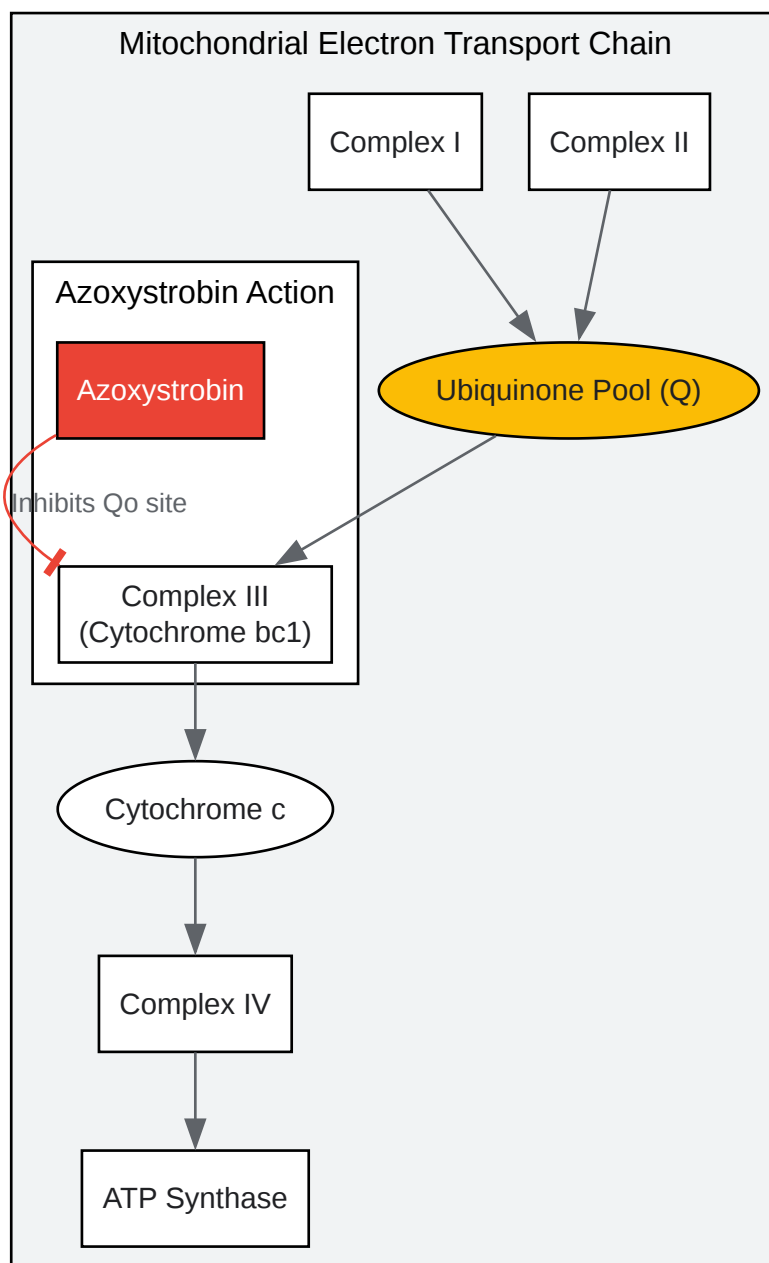 Mitochondrial Electron Transport Chain
Complex I
Complex II
Azoxystrobin Action
Azoxystrobin
Ubiquinone Pool (Q)
Inhibits Qo site
Complex III
(Cytochrome bc1)
Cytochrome c
Complex IV
ATP Synthase